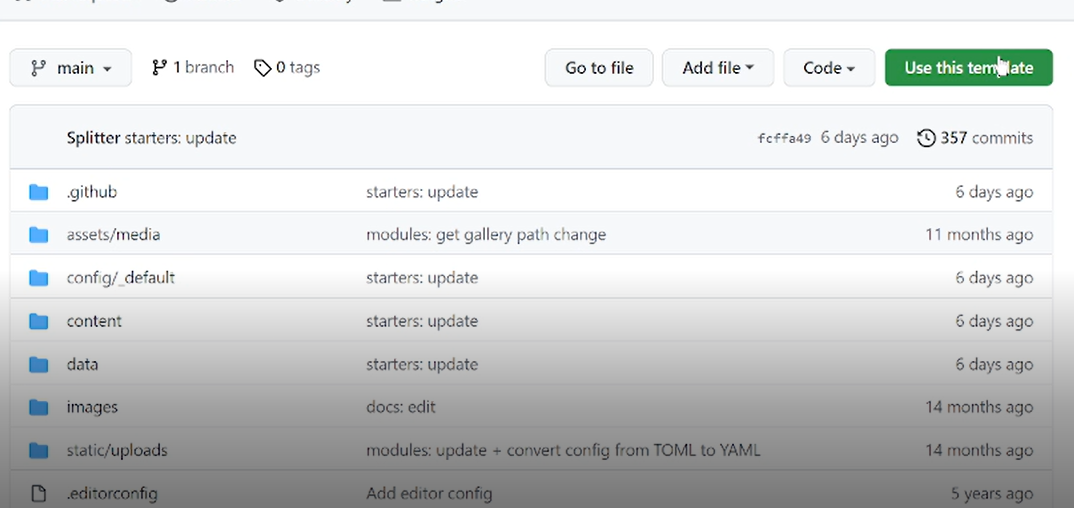 main 1 branch 0 tags Go to file Add file Code Use this template
Splitter starters: update fcffa49 6 days ago 357 commits
.github starters: update 6 days ago
assets/media modules: get gallery path change 11 months ago
config/_default starters: update 6 days ago
content starters: update 6 days ago
data starters: update 6 days ago
images docs: edit 14 months ago
static/uploads modules: update + convert config from TOML to YAML 14 months ago
.editorconfig Add editor config 5 years ago